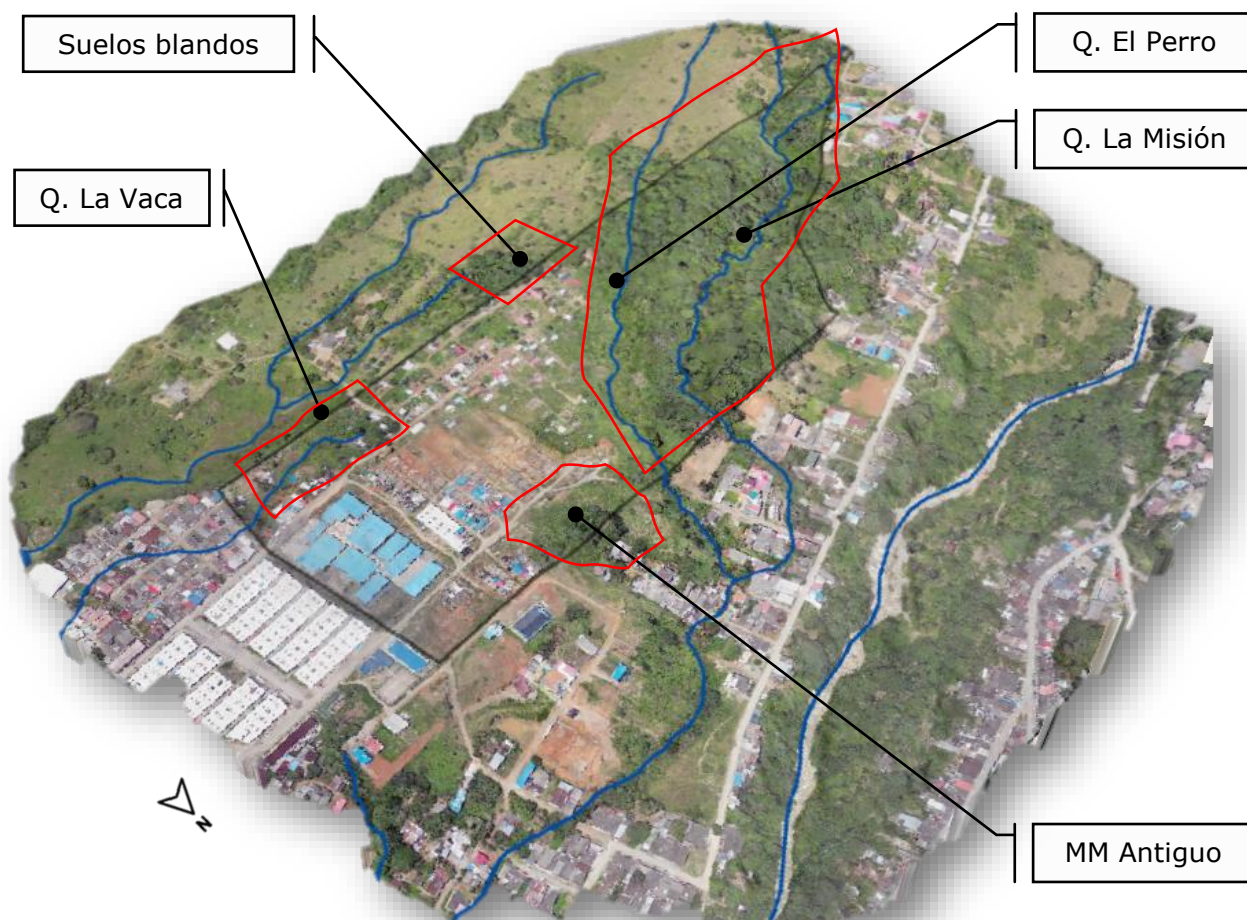 Suelos blandos
Q. El Perro
Q. La Misión
Q. La Vaca
N
MM Antiguo